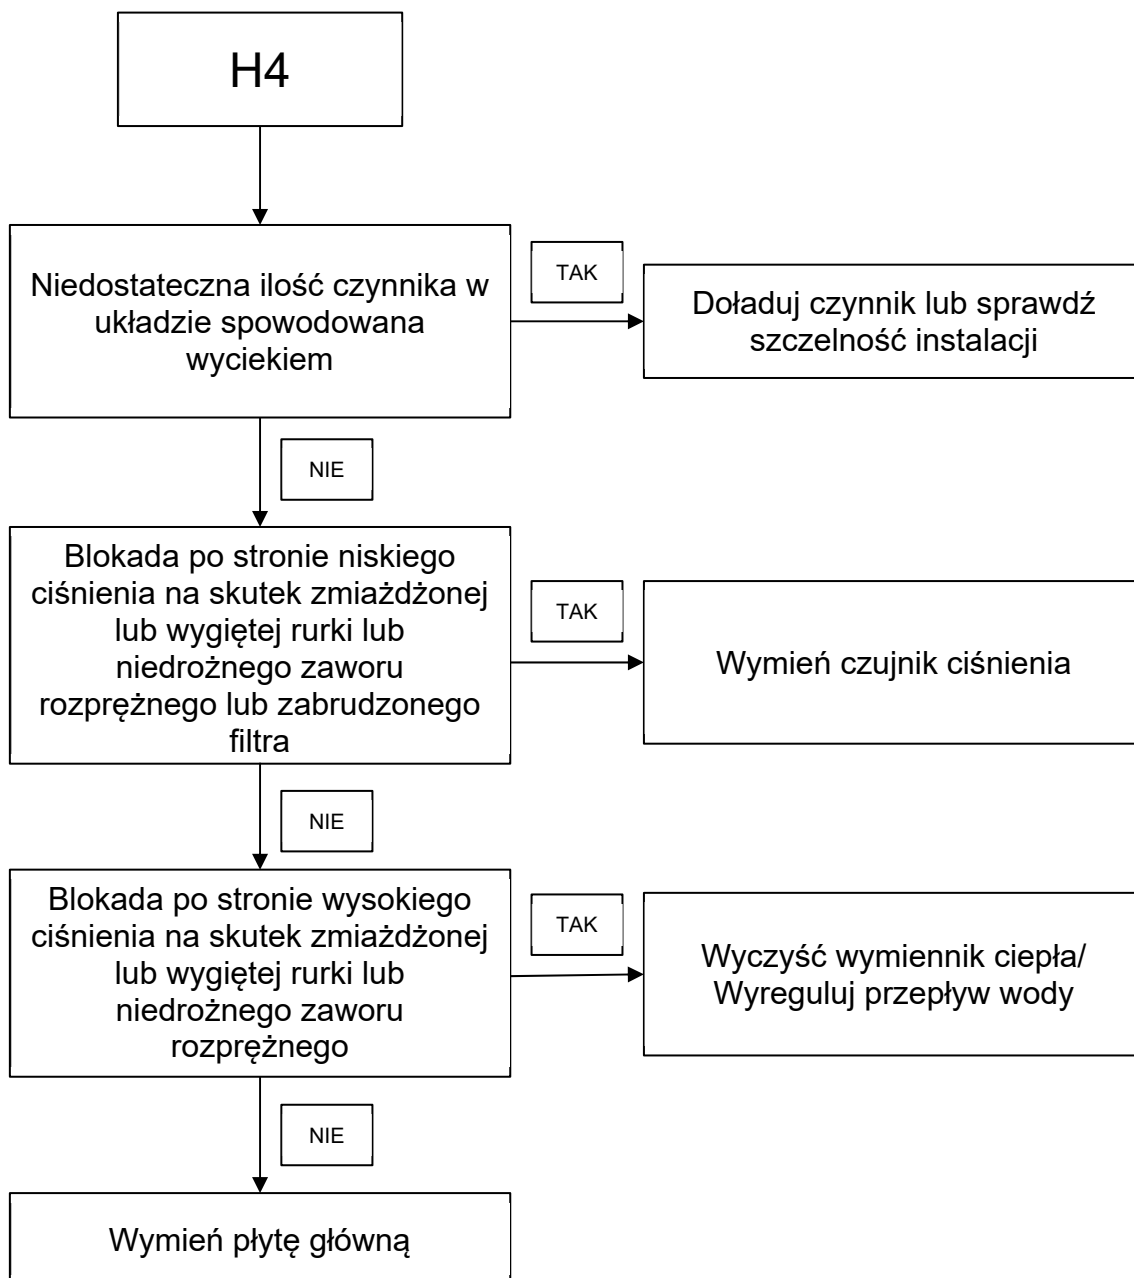 H4
Niedostateczna ilość czynnika w
układzie spowodowana
wyciekiem
TAK
Doładuj czynnik lub sprawdź
szczelność instalacji
NIE
Blokada po stronie niskiego
ciśnienia na skutek zmiażdżonej
lub wygiętej rurki lub
niedrożnego zaworu
rozprężnego lub zabrudzonego
filtra
TAK
Wymień czujnik ciśnienia
NIE
Blokada po stronie wysokiego
ciśnienia na skutek zmiażdżonej
lub wygiętej rurki lub
niedrożnego zaworu
rozprężnego
TAK
Wyczyść wymiennik ciepła/
Wyreguluj przepływ wody
NIE
Wymień płytę główną